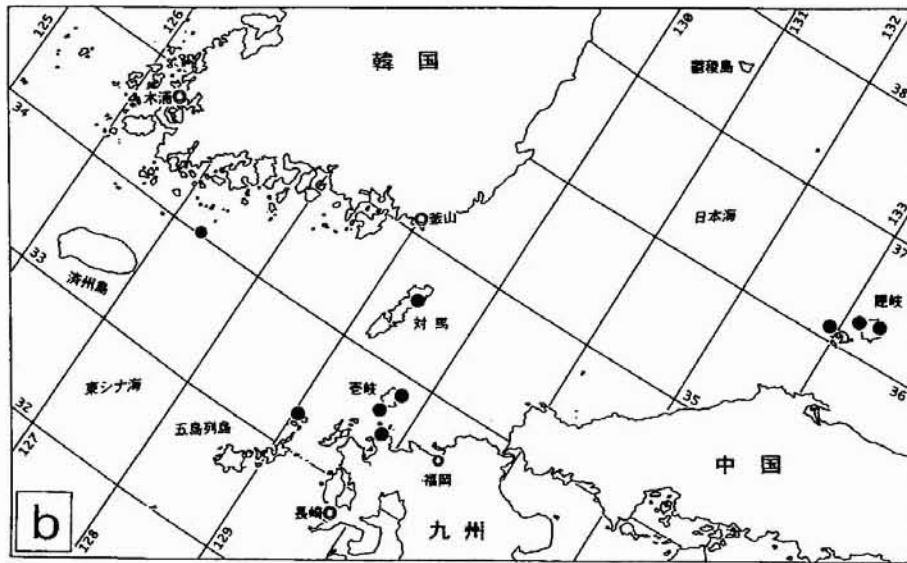 125
126
130
131
132
韓国
鬱稜島
木浦
38
34
釜山
133
日本海
37
33
済州島
隠岐
対馬
東シナ海
壱岐
35
36
32
五島列島
127
中国
福岡
長崎
九州
b
128
129